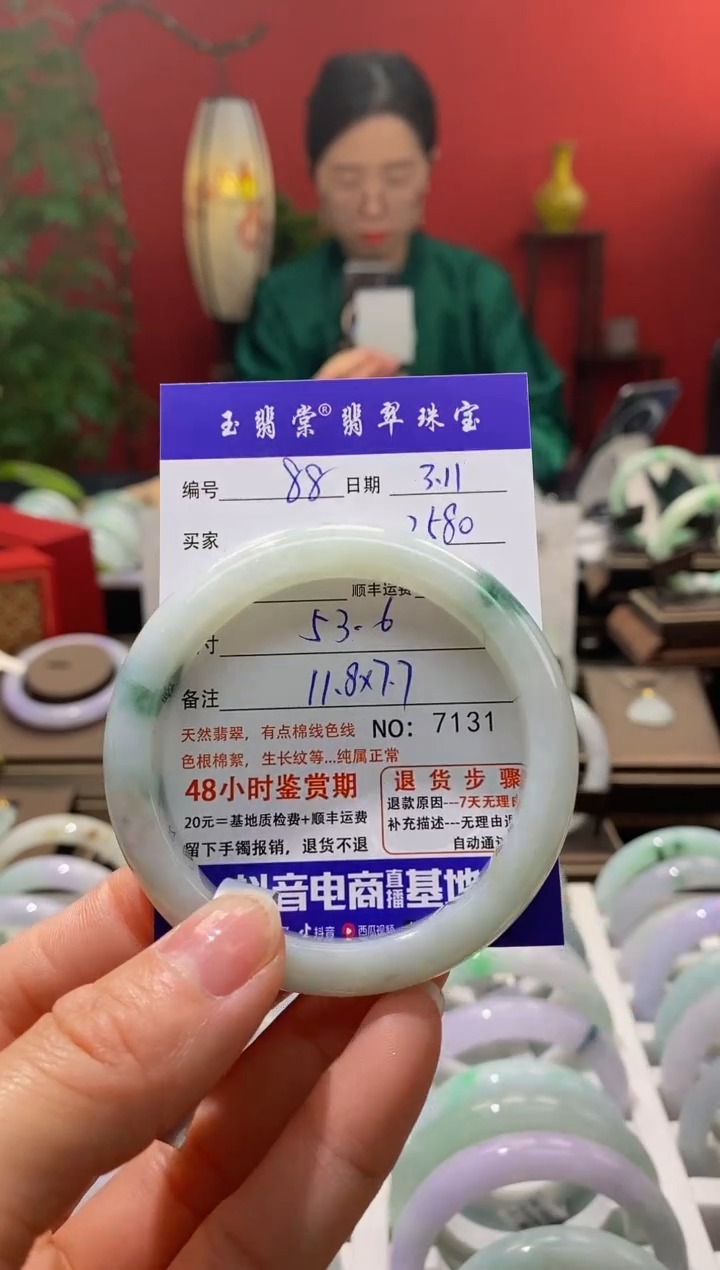 玉翡棠®翡翠珠宝
编号 88 日期 3.11
买家 2580
顺丰运费
寸 53.6
备注 11.8x7.7
天然翡翠，有点棉线色线 NO: 7131
色根棉絮，生长纹等...纯属正常
48小时鉴赏期
20元＝基地质检费+顺丰运费
留下手镯报销，退货不退
退货步骤
退款原因---7天无理由
补充描述---无理由退
自动通过
抖音电商直播基地
抖音 西瓜视频